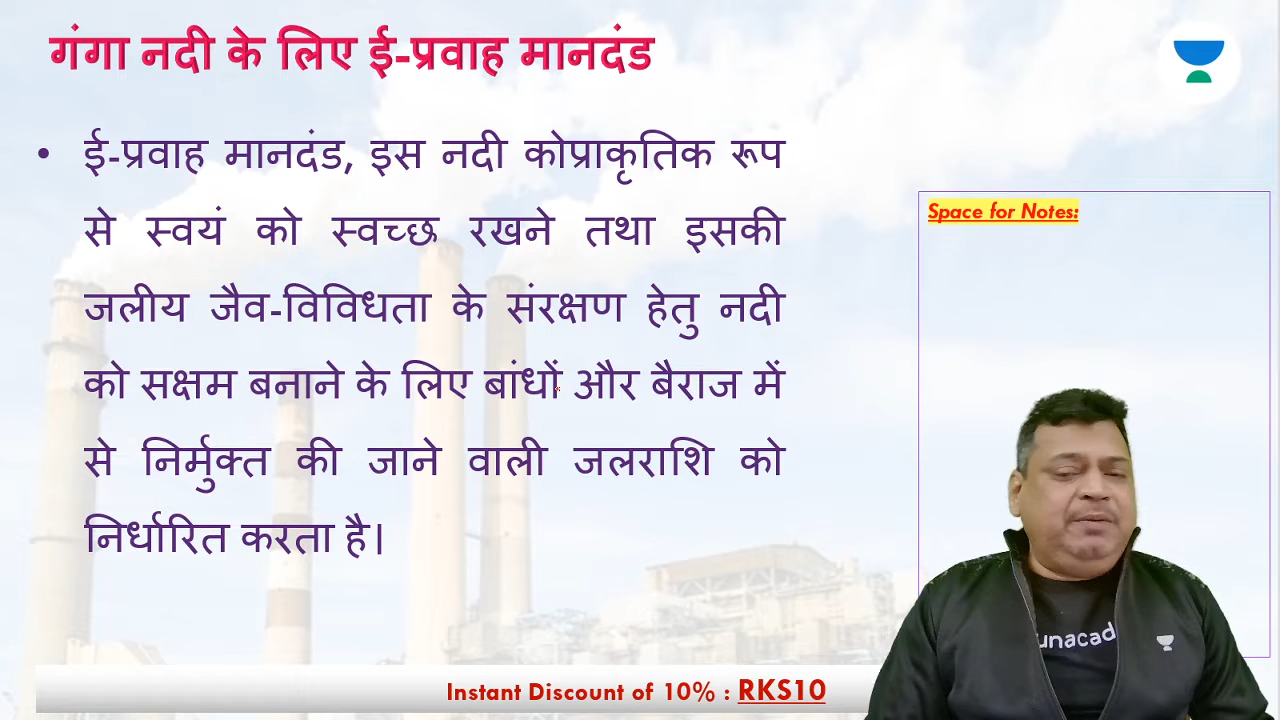 गंगा नदी के लिए ई-प्रवाह मानदंड
• ई-प्रवाह मानदंड, इस नदी कोप्राकृतिक रूप
से स्वयं को स्वच्छ रखने तथा इसकी
जलीय जैव-विविधता के संरक्षण हेतु नदी
को सक्षम बनाने के लिए बांधों और बैराज में
से निर्मुक्त की जाने वाली जलराशि को
निर्धारित करता है।
Space for Notes:
unacad
Instant Discount of 10% : RKS10